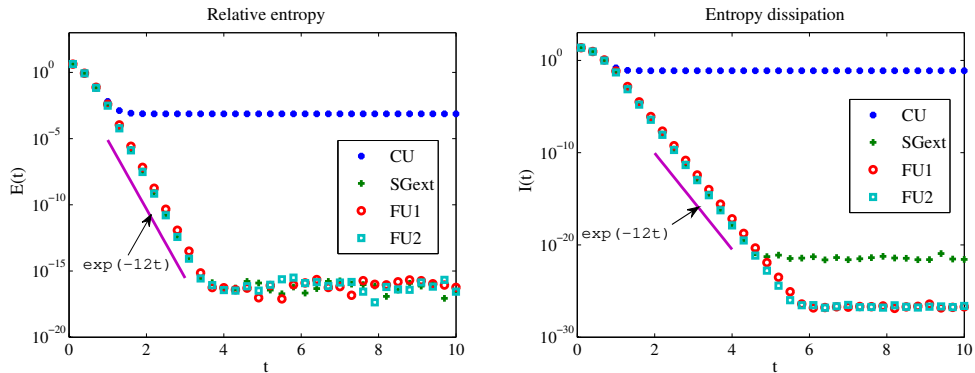 Relative entropy
E(t)
10^0
10^-5
10^-10
10^-15
10^-20
0
2
4
6
8
10
t
exp(-12t)
CU
SGext
FU1
FU2
Entropy dissipation
I(t)
10^0
10^-10
10^-20
10^-30
0
2
4
6
8
10
t
exp(-12t)
CU
SGext
FU1
FU2